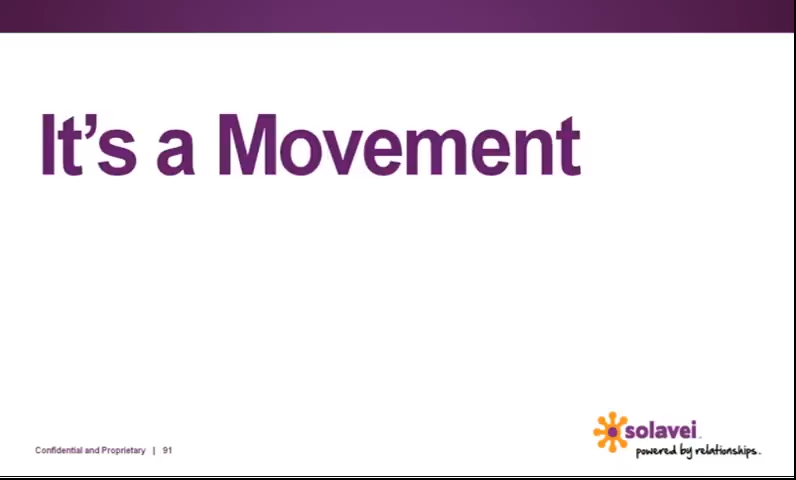 It's a Movement
solavei
powered by relationships.
Confidential and Proprietary | 91